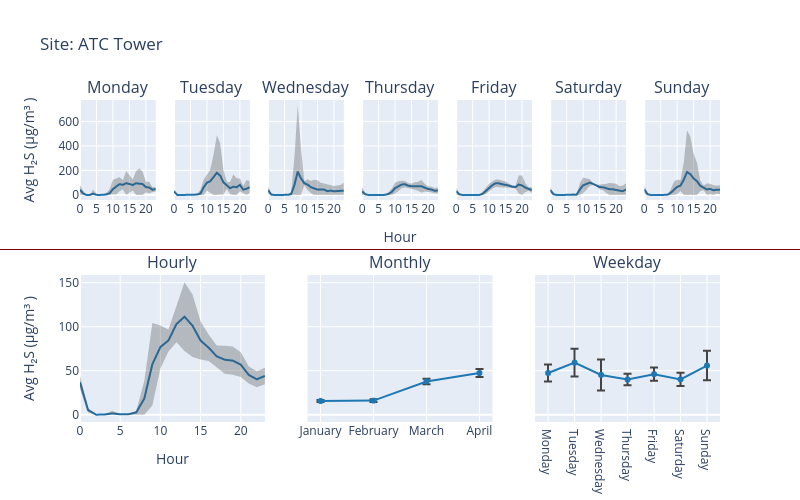 Site: ATC Tower
Monday Tuesday Wednesday Thursday Friday Saturday Sunday
Avg H₂S (µg/m³ )
600
400
200
0
0 5 10 15 20 0 5 10 15 20 0 5 10 15 20 0 5 10 15 20 0 5 10 15 20 0 5 10 15 20 0 5 10 15 20
Hour
Hourly Monthly Weekday
Avg H₂S (µg/m³ )
150
100
50
0
0 5 10 15 20
Hour
January February March April
Monday Tuesday Wednesday Thursday Friday Saturday Sunday